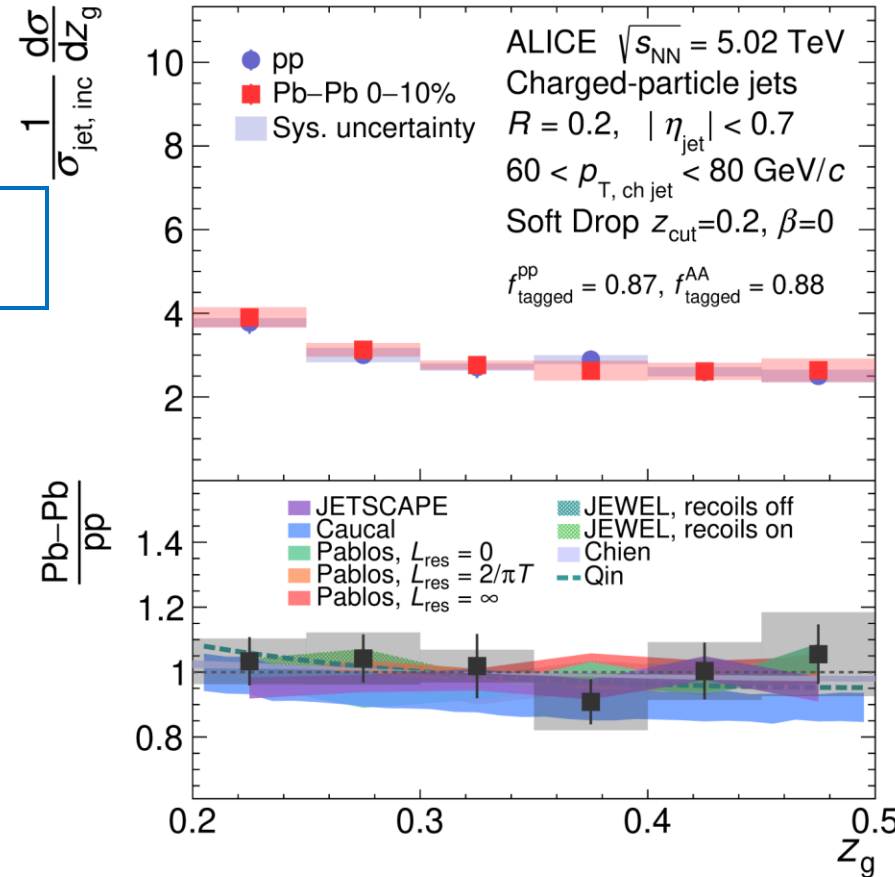 1/σ_jet, inc dσ/dz_g
10
8
6
4
2
pp
Pb–Pb 0–10%
Sys. uncertainty
ALICE √s_NN = 5.02 TeV
Charged-particle jets
R = 0.2, | η_jet| < 0.7
60 < p_T, ch jet < 80 GeV/c
Soft Drop z_cut=0.2, β=0
f^pp_tagged = 0.87, f^AA_tagged = 0.88
Pb–Pb/pp
1.4
1.2
1
0.8
JETSCAPE
Caucal
Pablos, L_res = 0
Pablos, L_res = 2/πT
Pablos, L_res = ∞
JEWEL, recoils off
JEWEL, recoils on
Chien
Qin
0.2 0.3 0.4 0.5
z_g